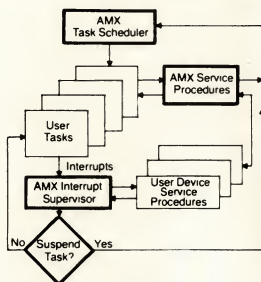 AMX
Task Scheduler
AMX Service
Procedures
User
Tasks
Interrupts
AMX Interrupt
Supervisor
User Device
Service
Procedures
No
Suspend
Task?
Yes